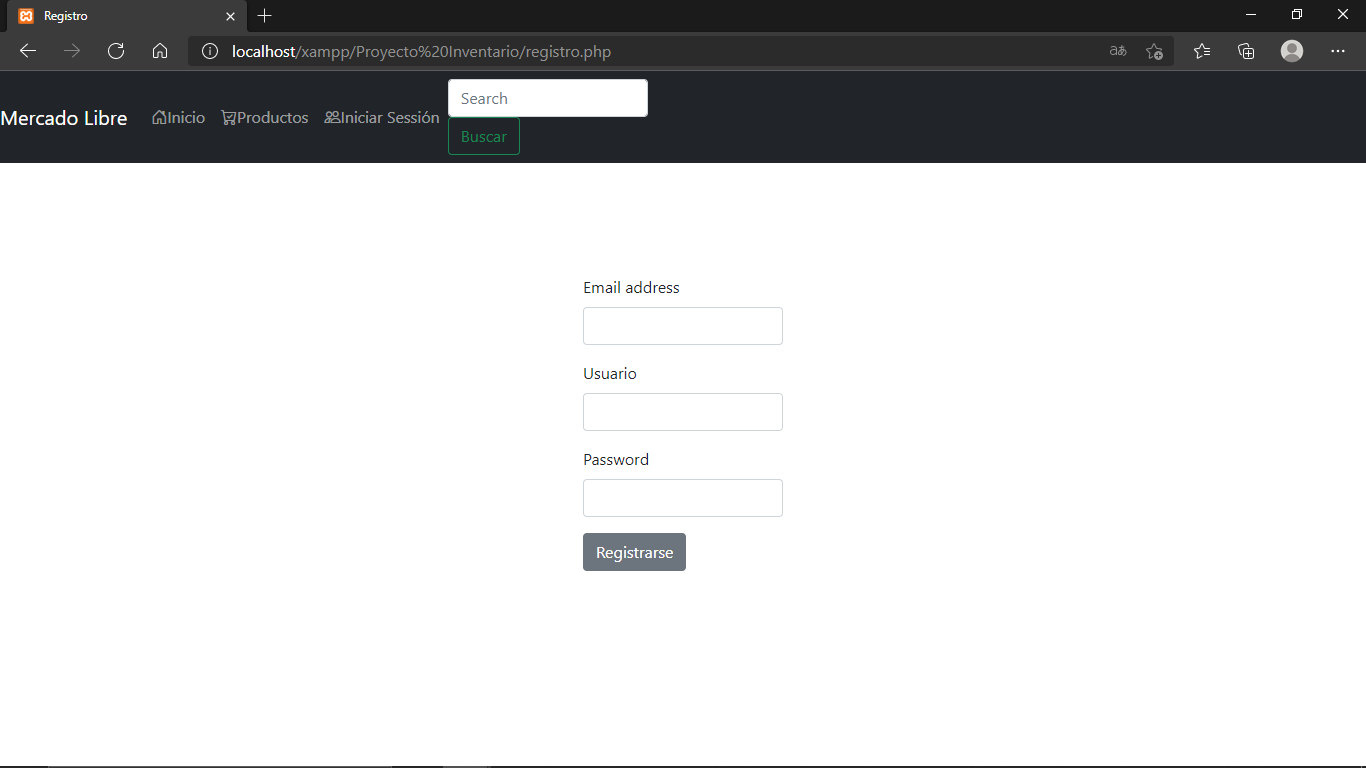 Registro
localhost/xampp/Proyecto%20Inventario/registro.php
Mercado Libre
Inicio
Productos
Iniciar Sessión
Search
Buscar
Email address
Usuario
Password
Registrarse